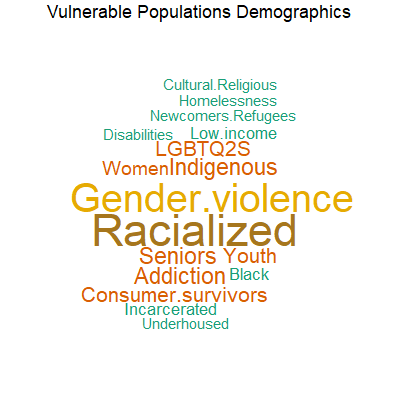 Vulnerable Populations Demographics
Cultural.Religious
Homelessness
Newcomers.Refugees
Disabilities Low.income
LGBTQ2S
Women Indigenous
Gender.violence
Racialized
Seniors Youth
Addiction Black
Consumer.survivors
Incarcerated
Underhoused